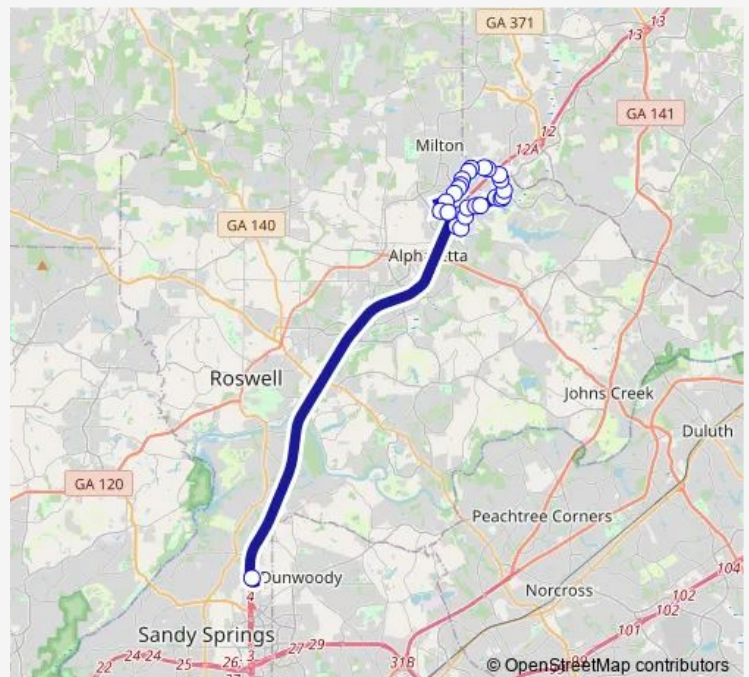 GA 371
13
13
GA 141
12
12A
Milton
GA 140
Alpharetta
Roswell
Johns Creek
Duluth
GA 120
Peachtree Corners
Dunwoody
4
104
Norcross
102
102
101
Sandy Springs
27 29
22 24 24 25 26 3
31B
© OpenStreetMap contributors